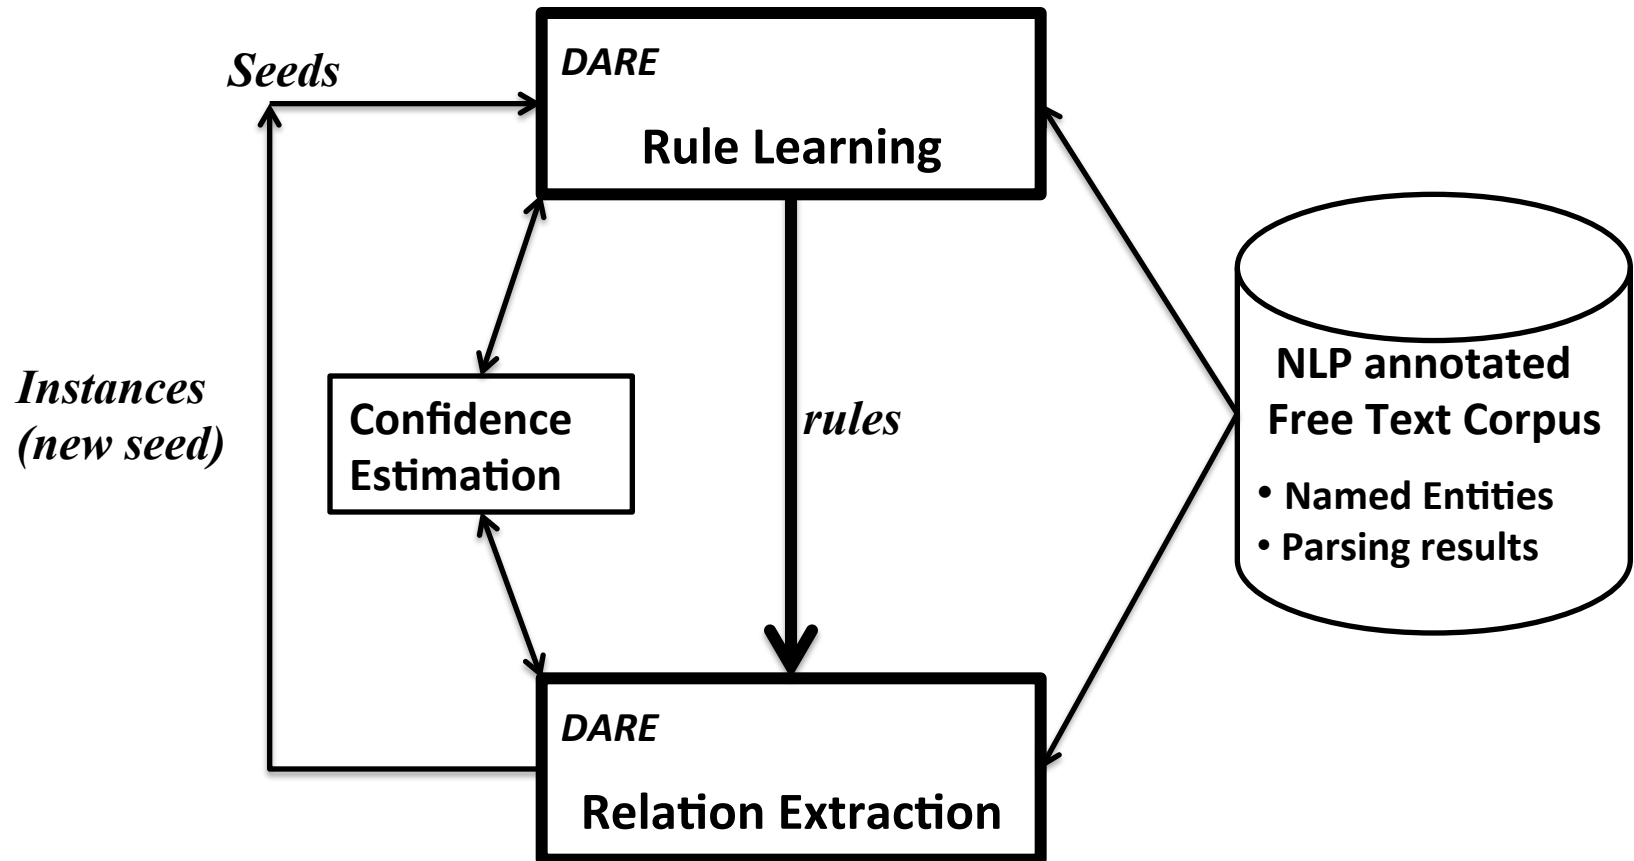 Seeds
DARE
Rule Learning
Instances
(new seed)
Confidence
Estimation
rules
NLP annotated
Free Text Corpus
• Named Entities
• Parsing results
DARE
Relation Extraction